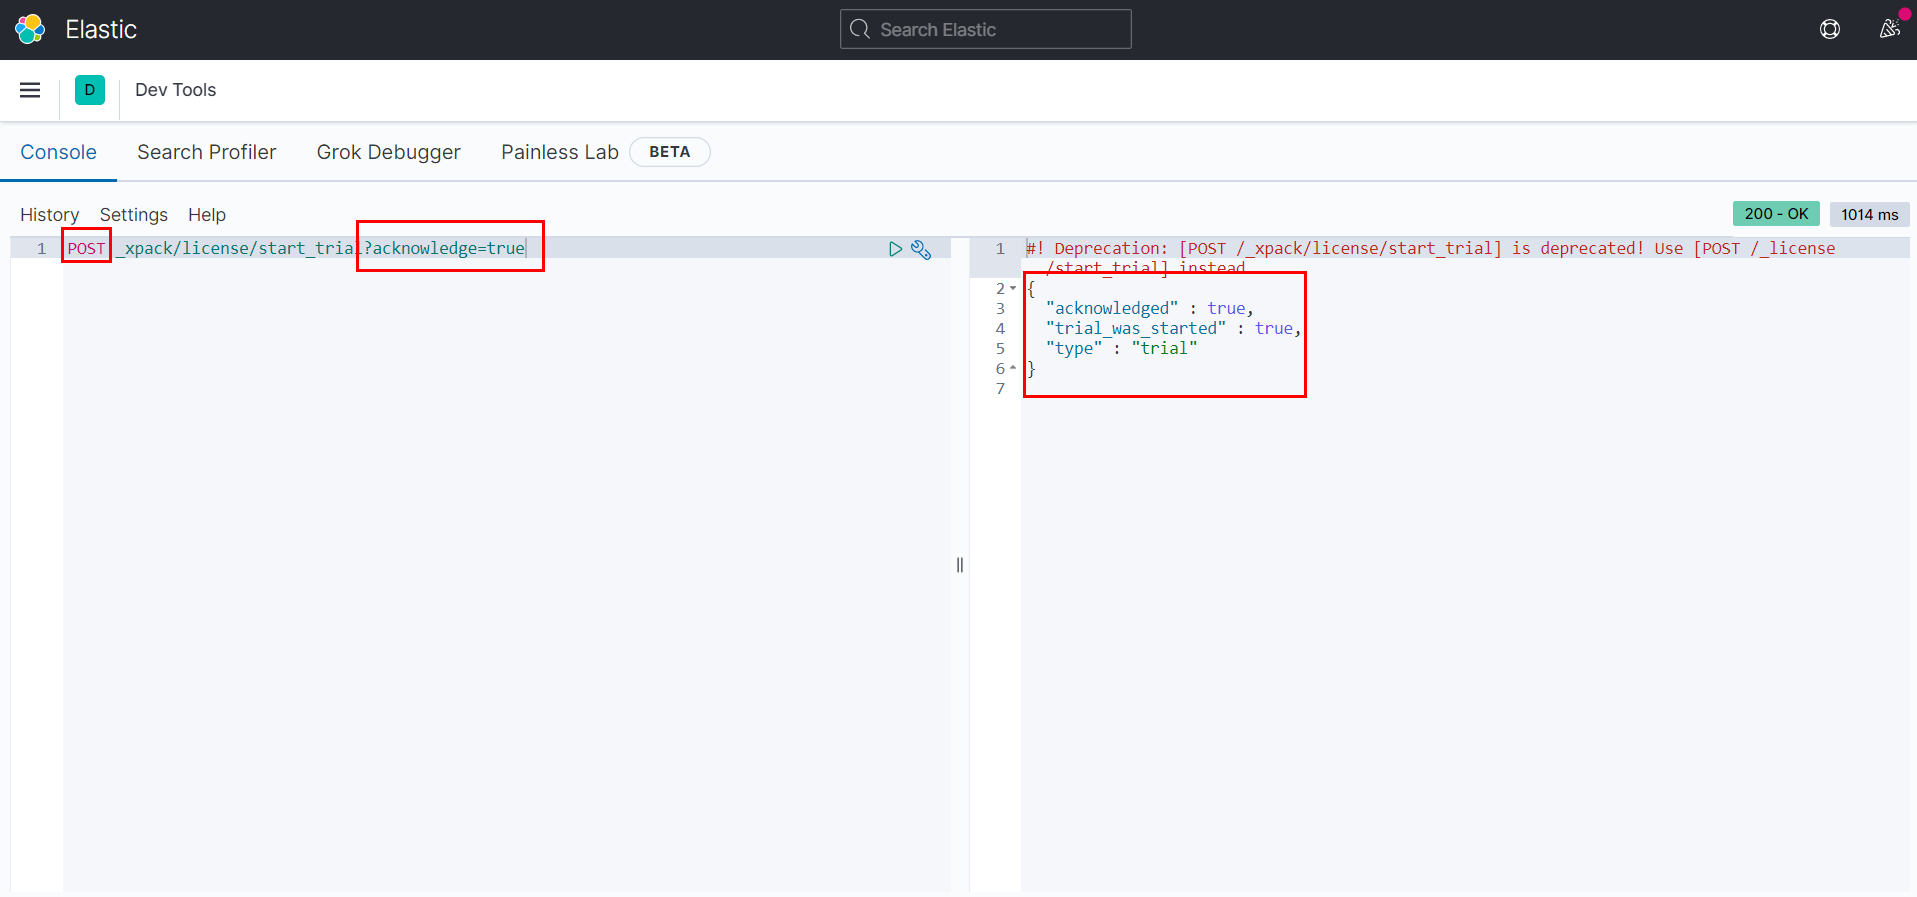 Elastic
Search Elastic
D
Dev Tools
Console
Search Profiler
Grok Debugger
Painless Lab
BETA
History
Settings
Help
200 - OK
1014 ms
1 POST _xpack/license/start_trial?acknowledge=true
1 #! Deprecation: [POST /_xpack/license/start_trial] is deprecated! Use [POST /_license
/start_trial] instead
2 {
3 "acknowledged" : true,
4 "trial_was_started" : true,
5 "type" : "trial"
6 }
7